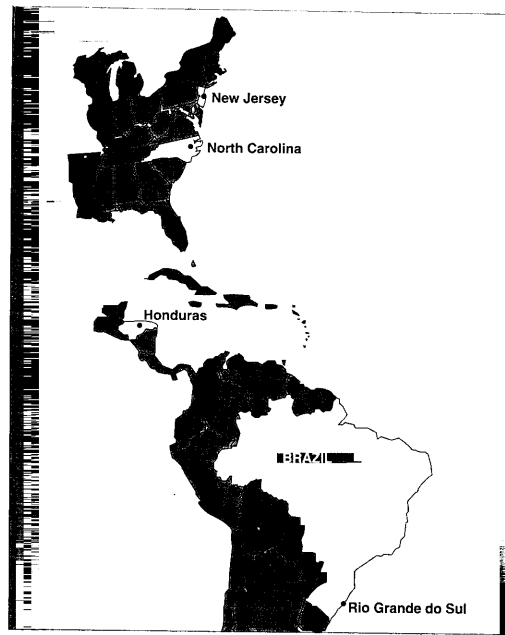 New Jersey
North Carolina
Honduras
BRAZIL
Rio Grande do Sul